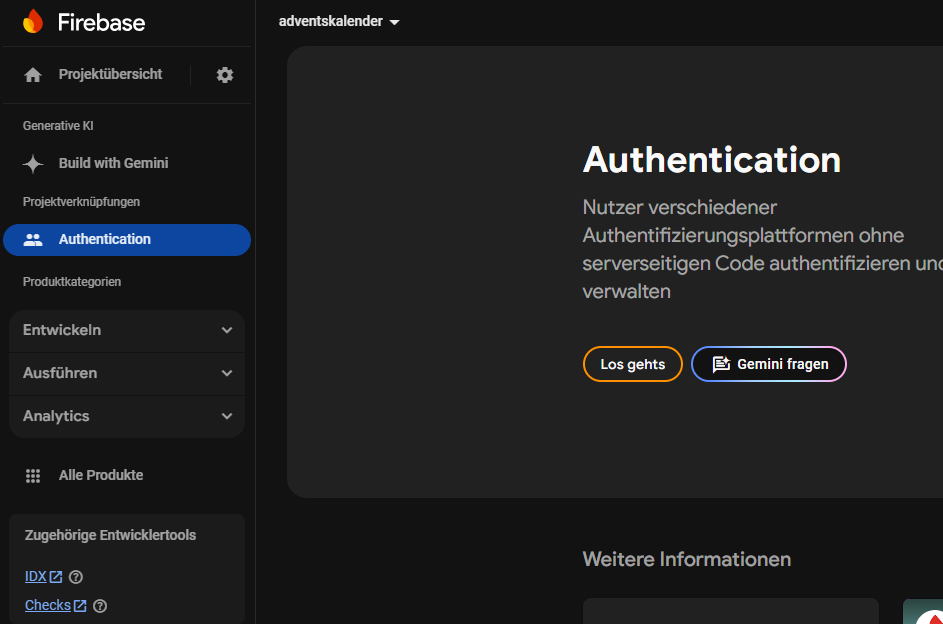 Firebase
adventskalender
Projektübersicht
Generative KI
Build with Gemini
Projektverknüpfungen
Authentication
Produktkategorien
Entwickeln
Ausführen
Analytics
Alle Produkte
Zugehörige Entwicklertools
IDX
Checks
Authentication
Nutzer verschiedener
Authentifizierungsplattformen ohne
serverseitigen Code authentifizieren und
verwalten
Los gehts
Gemini fragen
Weitere Informationen